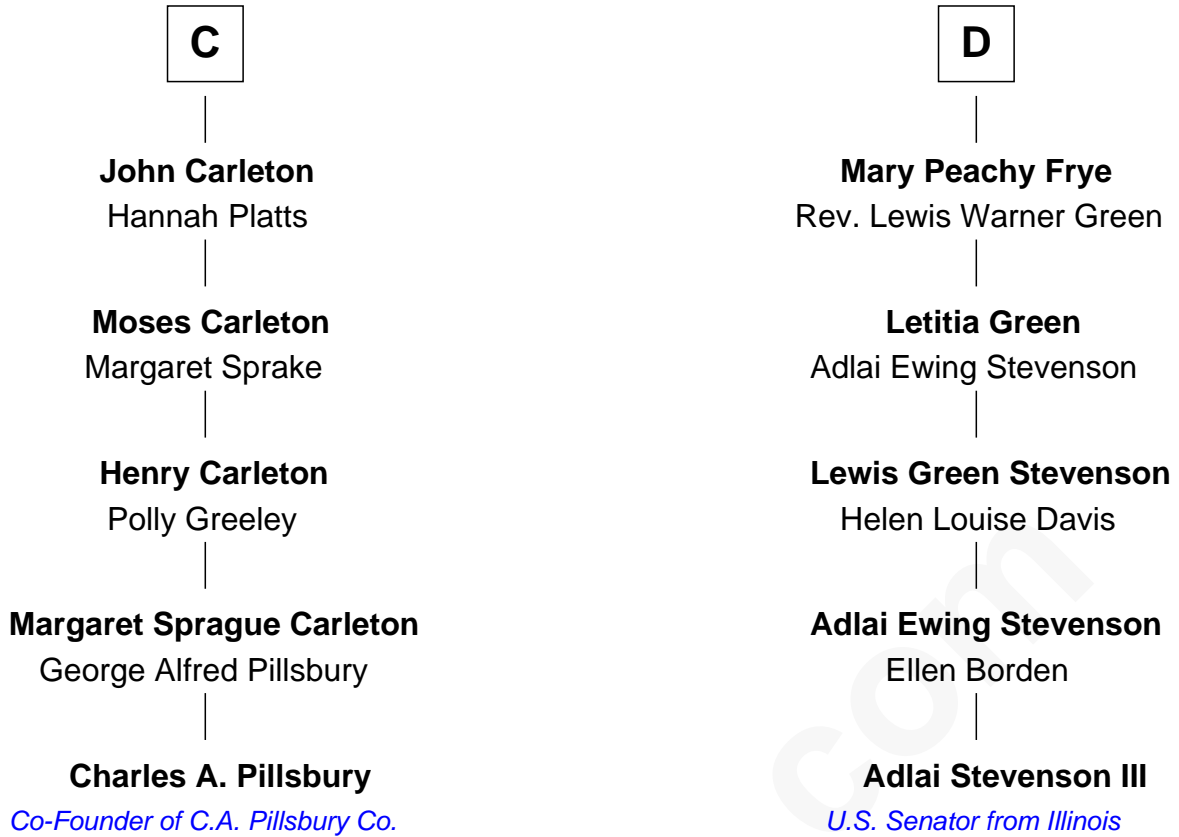 C
John Carleton
Hannah Platts
Moses Carleton
Margaret Sprake
Henry Carleton
Polly Greeley
Margaret Sprague Carleton
George Alfred Pillsbury
Charles A. Pillsbury
Co-Founder of C.A. Pillsbury Co.
D
Mary Peachy Frye
Rev. Lewis Warner Green
Letitia Green
Adlai Ewing Stevenson
Lewis Green Stevenson
Helen Louise Davis
Adlai Ewing Stevenson
Ellen Borden
Adlai Stevenson III
U.S. Senator from Illinois
com